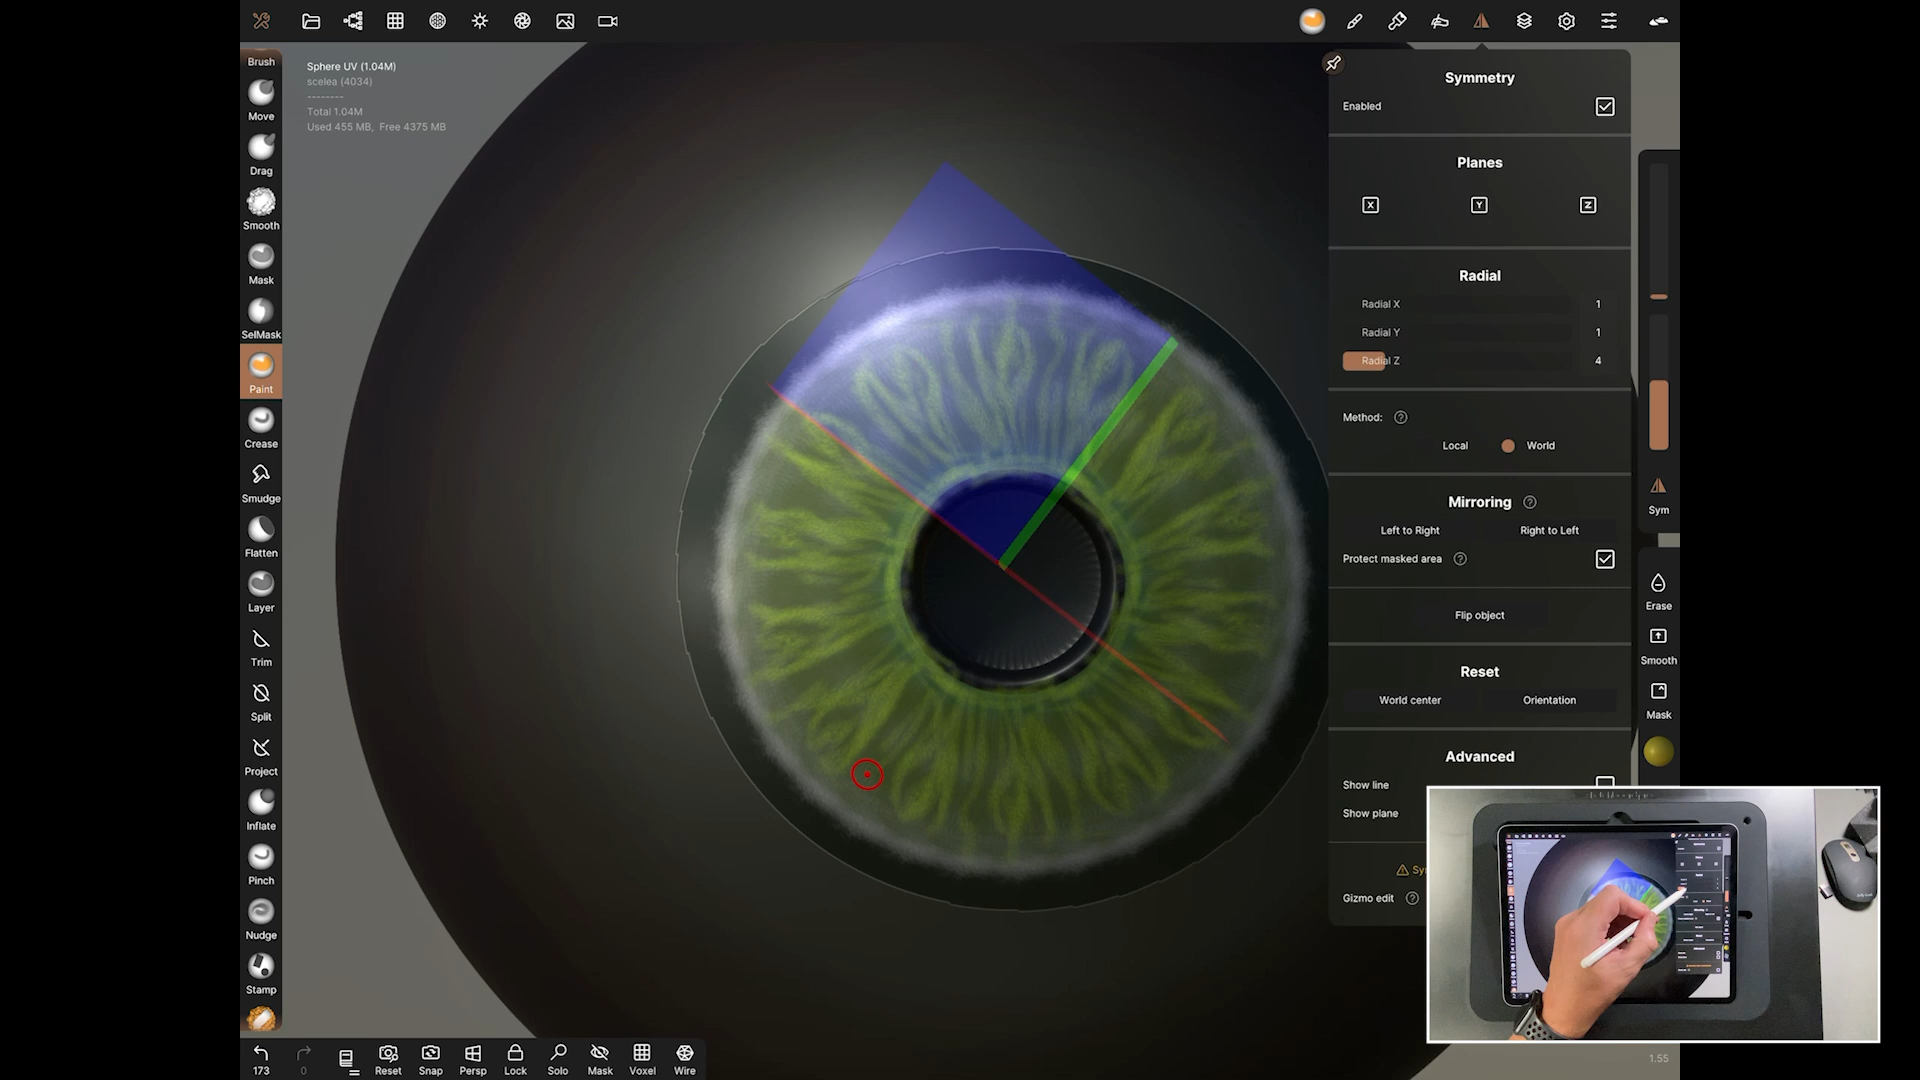 Sphere UV (1.04M)
scelea (4034)
--------
Total 1.04M
Used 455 MB, Free 4375 MB
Brush
Move
Drag
Smooth
Mask
SelMask
Paint
Crease
Smudge
Flatten
Layer
Trim
Split
Project
Inflate
Pinch
Nudge
Stamp
173
0
Reset
Snap
Persp
Lock
Solo
Mask
Voxel
Wire
Symmetry
Enabled
Planes
X
Y
Z
Radial
Radial X 1
Radial Y 1
Radial Z 4
Method: ?
Local World
Mirroring ?
Left to Right Right to Left
Protect masked area ?
Flip object
Reset
World center Orientation
Advanced
Show line
Show plane
Sy
Gizmo edit ?
Sym
Erase
Smooth
Mask
1.55